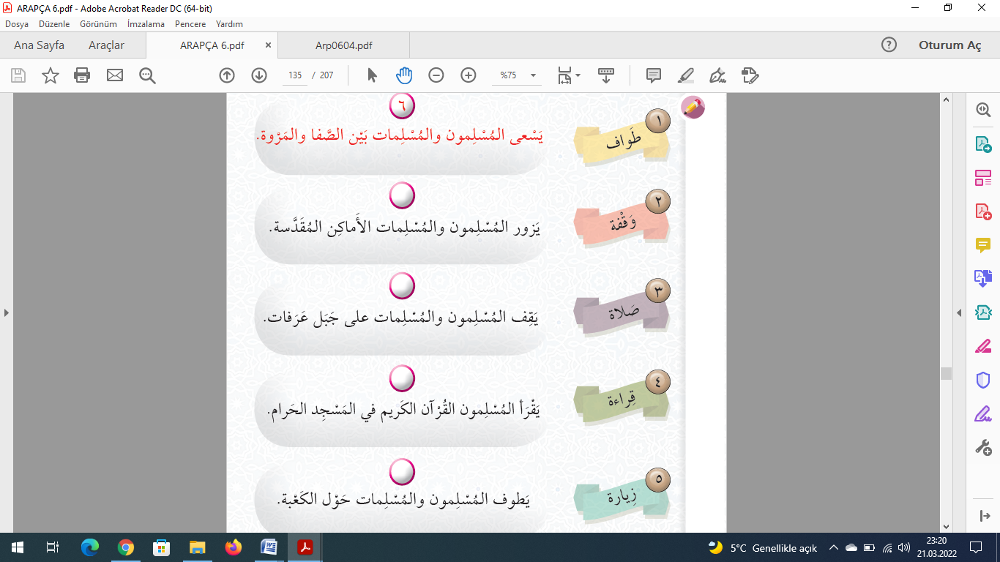 ARAPÇA 6.pdf - Adobe Acrobat Reader DC (64-bit)
Dosya Düzenle Görünüm İmzalama Pencere Yardım
Ana Sayfa Araçlar ARAPÇA 6.pdf × Arp0604.pdf ? Oturum Aç
135 / 207 %75
١
طَواف
٦
يَسْعى المُسْلِمون والمُسْلِمات بَيْن الصَّفا والمَرْوة.
٢
وَقْفة
يَزور المُسْلِمون والمُسْلِمات الأَماكِن المُقَدَّسة.
٣
صَلاة
يَقِف المُسْلِمون والمُسْلِمات على جَبَل عَرَفات.
٤
قِراءة
يَقْرَأ المُسْلِمون القُرْآن الكَريم في المَسْجِد الحَرام.
٥
زِيارة
يَطوف المُسْلِمون والمُسْلِمات حَوْل الكَعْبة.
5°C Genellikle açık 23:20
21.03.2022